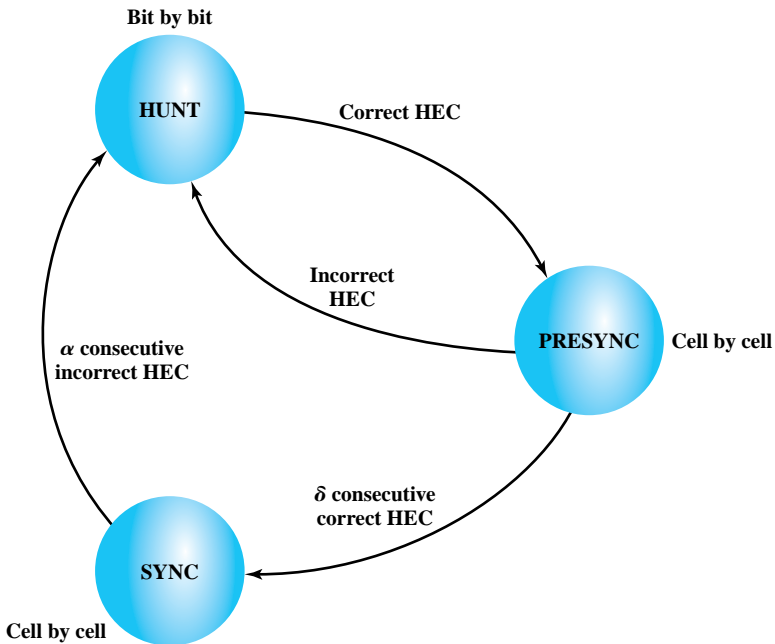 Bit by bit
HUNT
Correct HEC
Incorrect
HEC
PRESYNC
Cell by cell
α consecutive
incorrect HEC
δ consecutive
correct HEC
SYNC
Cell by cell